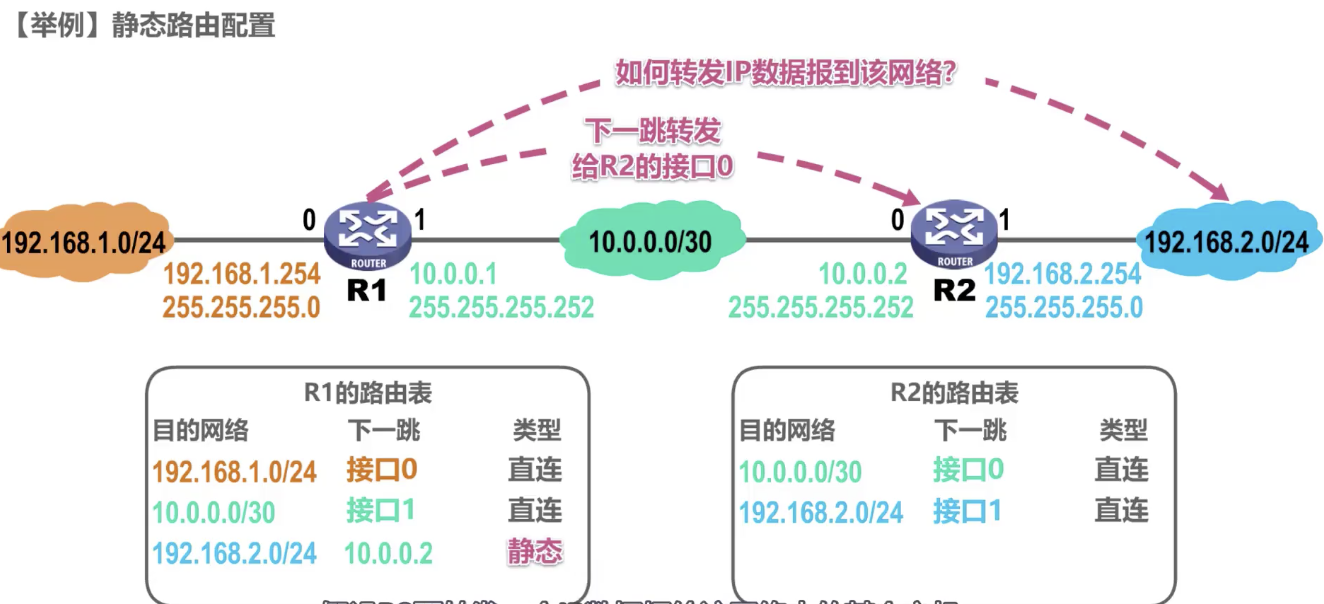 【举例】静态路由配置
如何转发IP数据报到该网络？
下一跳转发
给R2的接口0
0
1
0
1
192.168.1.0/24
10.0.0.0/30
192.168.2.0/24
ROUTER
ROUTER
192.168.1.254
10.0.0.1
10.0.0.2
192.168.2.254
R1
R2
255.255.255.0
255.255.255.252
255.255.255.252
255.255.255.0
R1的路由表
目的网络 下一跳 类型
192.168.1.0/24 接口0 直连
10.0.0.0/30 接口1 直连
192.168.2.0/24 10.0.0.2 静态
R2的路由表
目的网络 下一跳 类型
10.0.0.0/30 接口0 直连
192.168.2.0/24 接口1 直连